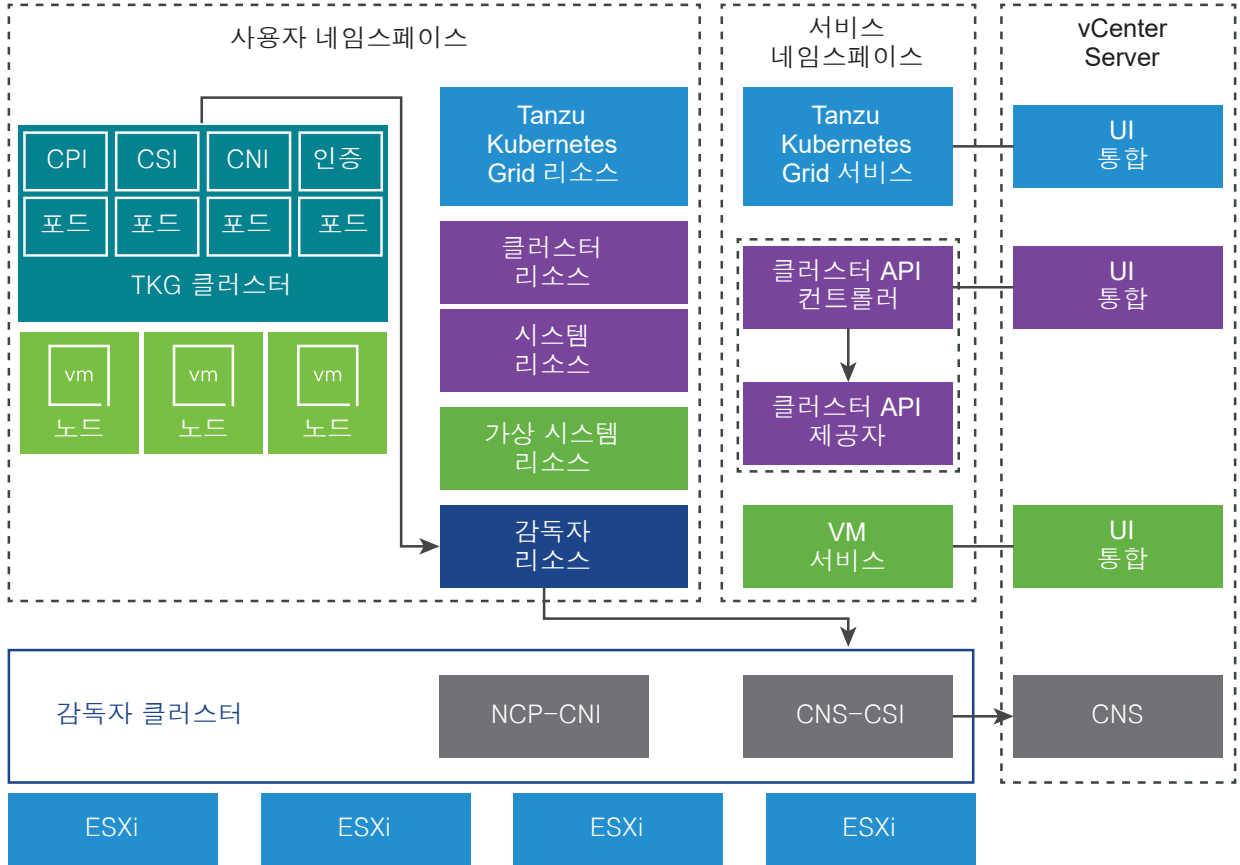 사용자 네임스페이스
CPI
CSI
CNI
인증
포드
포드
포드
포드
TKG 클러스터
vm
노드
vm
노드
vm
노드
Tanzu
Kubernetes
Grid 리소스
클러스터
리소스
시스템
리소스
가상 시스템
리소스
감독자
리소스
서비스
네임스페이스
Tanzu
Kubernetes
Grid 서비스
클러스터 API
컨트롤러
클러스터 API
제공자
VM
서비스
vCenter
Server
UI
통합
UI
통합
UI
통합
감독자 클러스터
NCP-CNI
CNS-CSI
CNS
ESXi
ESXi
ESXi
ESXi